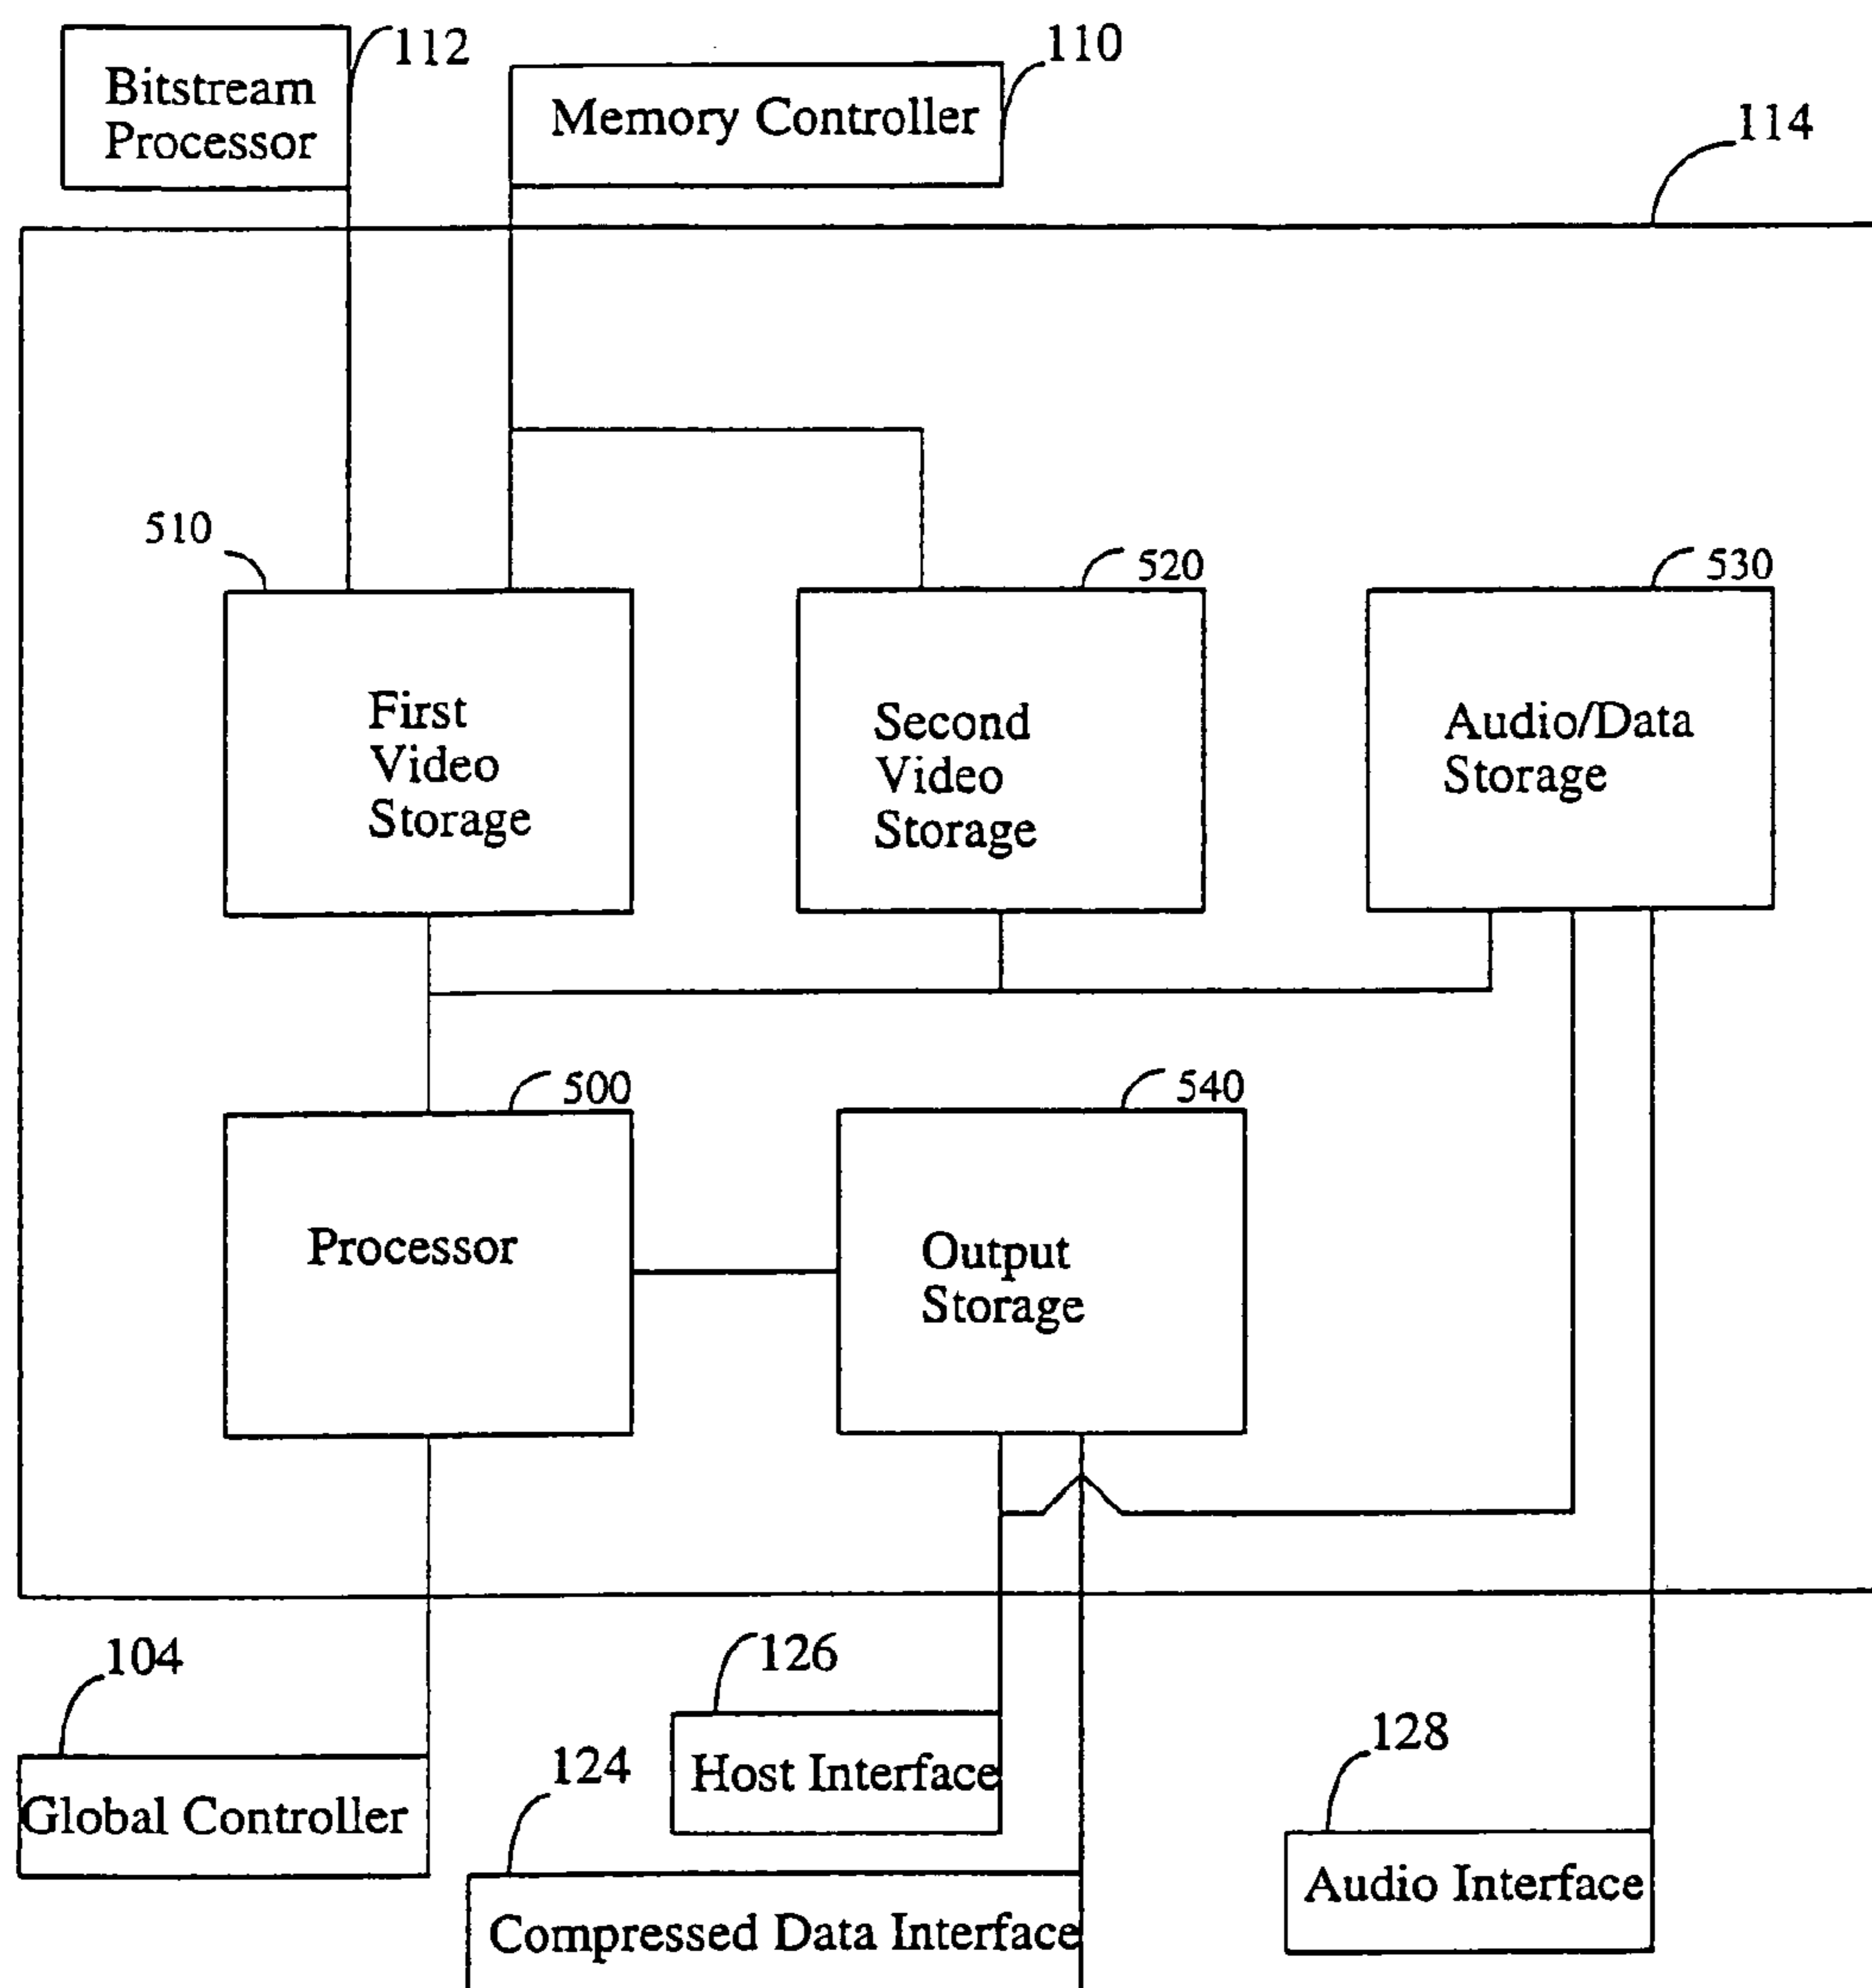 Bitstream
Processor
112
Memory Controller
110
114
510
520
530
First
Video
Storage
Second
Video
Storage
Audio/Data
Storage
500
540
Processor
Output
Storage
104
126
124
128
Global Controller
Host Interface
Compressed Data Interface
Audio Interface